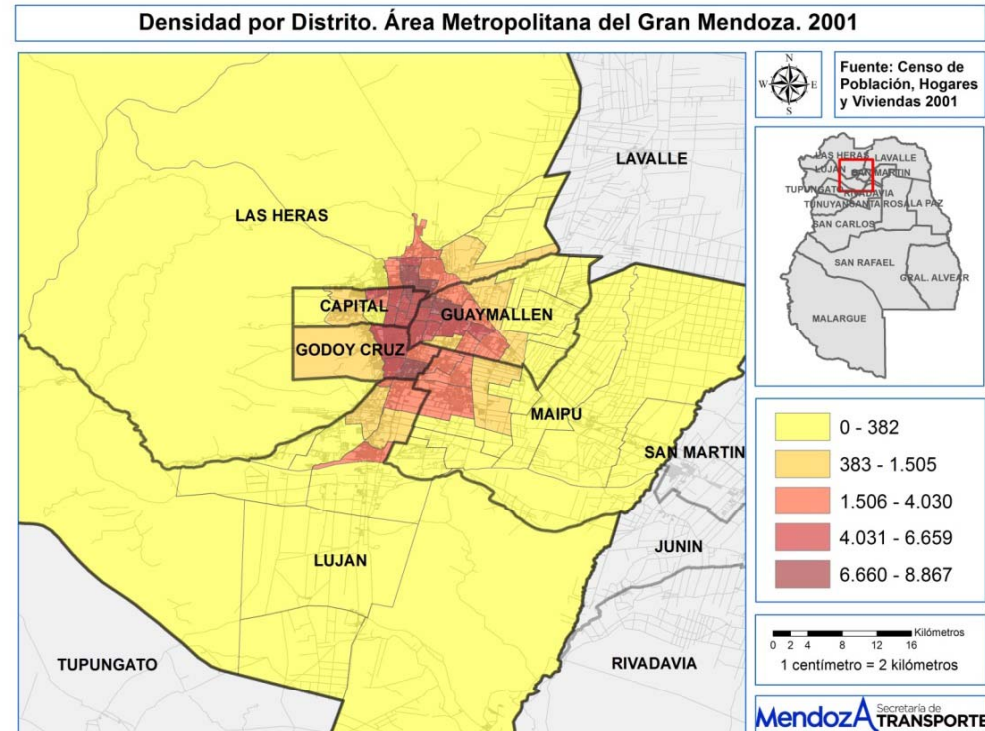 Densidad por Distrito. Área Metropolitana del Gran Mendoza. 2001
N
W E
S
Fuente: Censo de
Población, Hogares
y Viviendas 2001
LAVALLE
LAS HERAS
CAPITAL
GUAYMALLEN
GODOY CRUZ
MAIPU
SAN MARTIN
LUJAN
JUNIN
TUPUNGATO
RIVADAVIA
LAS HERAS
LAVALLE
LUJAN
SAN MARTIN
TUPUNGATO
RIVADAVIA
TUNUYAN
SANTA ROSA
LA PAZ
SAN CARLOS
SAN RAFAEL
GRAL. ALVEAR
MALARGUE
0 - 382
383 - 1.505
1.506 - 4.030
4.031 - 6.659
6.660 - 8.867
Kilómetros
0 2 4 8 12 16
1 centímetro = 2 kilómetros
MendozA Secretaría de
TRANSPORTE